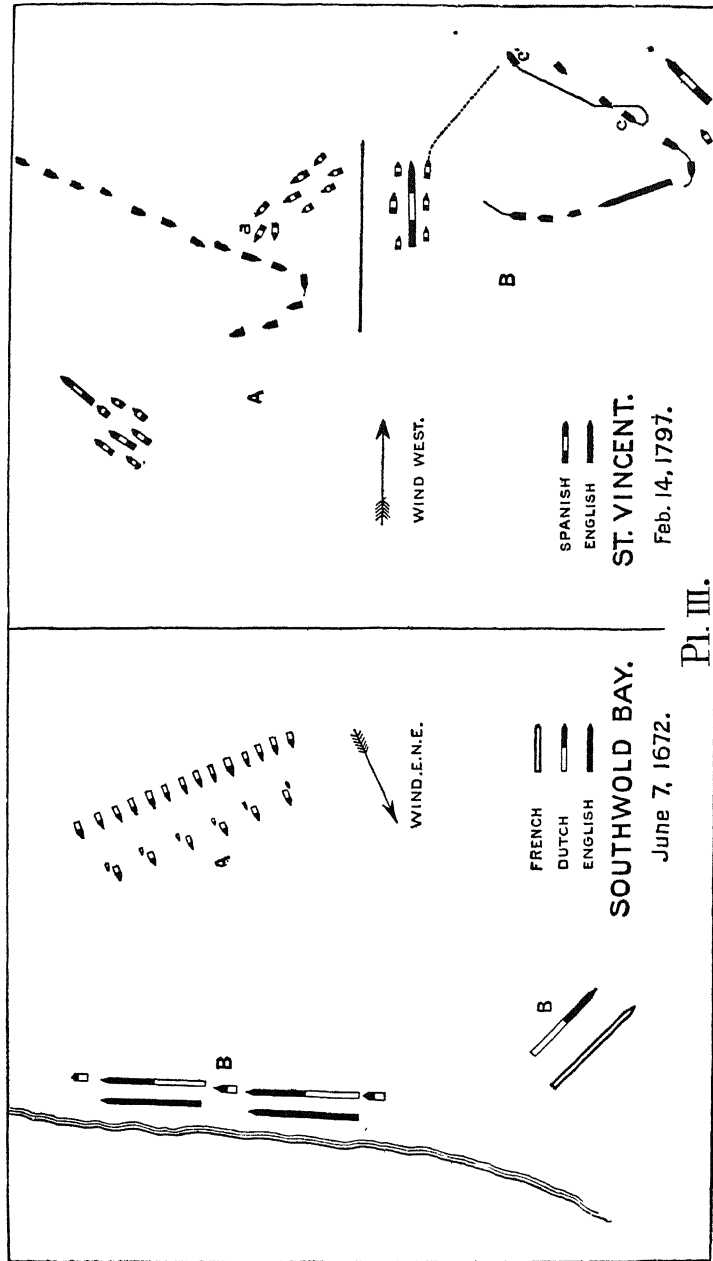 A
B
B
WIND.E.N.E.
FRENCH
DUTCH
ENGLISH
SOUTHWOLD BAY.
June 7, 1672.
A
a
B
c
c'
WIND WEST.
SPANISH
ENGLISH
ST. VINCENT.
Feb. 14, 1797.
Pl. III.